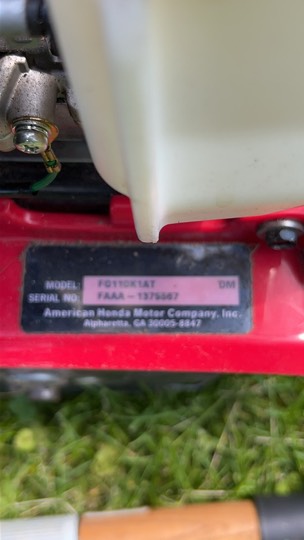 MODEL: FG110K1AT DM
SERIAL NO: FAAA-1375567
American Honda Motor Company, Inc.
Alpharetta, GA 30005-8847